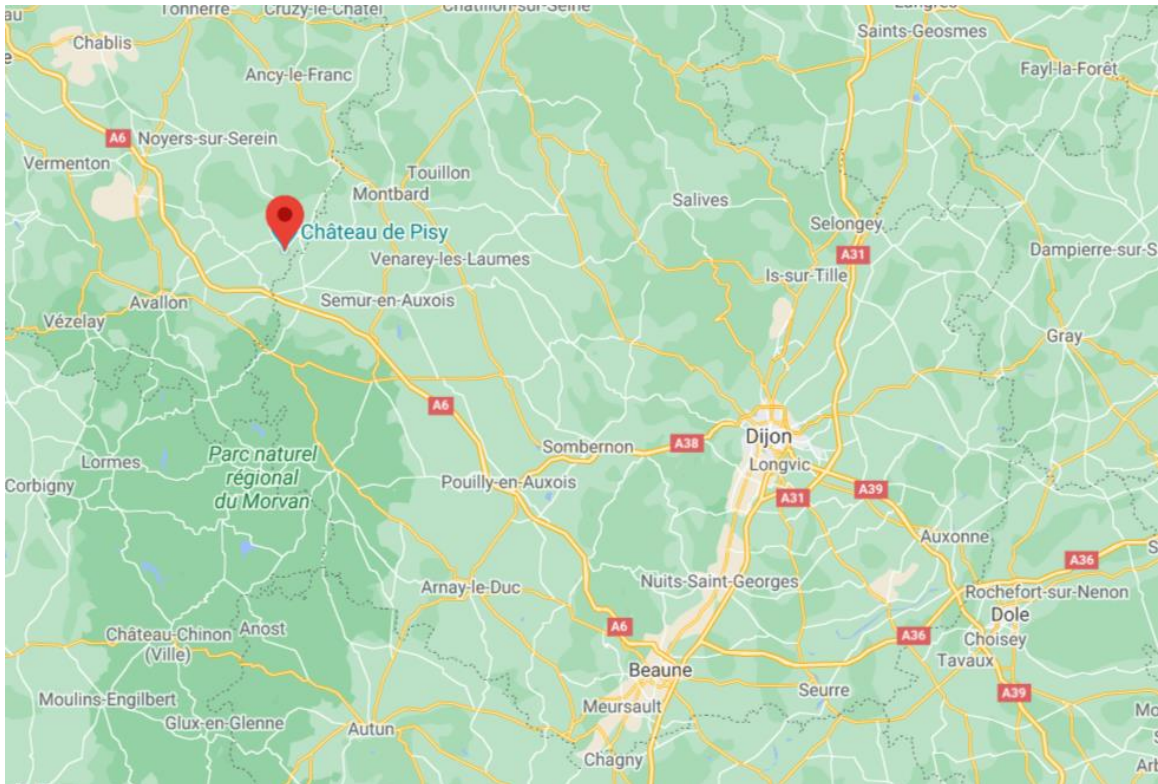 Tonnerre
Cruzy-le-Châtel
Châtillon-sur-Seine
Langres
Saints-Geosmes
Chablis
Ancy-le-Franc
Fayl-la-Forêt
A6
Noyers-sur-Serein
Vermenton
Touillon
Montbard
Salives
Selongey
Château de Pisy
A31
Dampierre-sur-S
Venarey-les-Laumes
Is-sur-Tille
Avallon
Semur-en-Auxois
Vézelay
Gray
A6
Dijon
A38
Sombernon
Parc naturel
régional
du Morvan
Lormes
Longvic
Corbigny
Pouilly-en-Auxois
A31
A39
Auxonne
A36
Nuits-Saint-Georges
Arnay-le-Duc
Rochefort-sur-Nenon
Dole
A6
A36
Choisey
Château-Chinon
(Ville)
Anost
Tavaux
Beaune
Seurre
A39
Moulins-Engilbert
Meursault
Mo
Glux-en-Glenne
Autun
Chagny
Arb